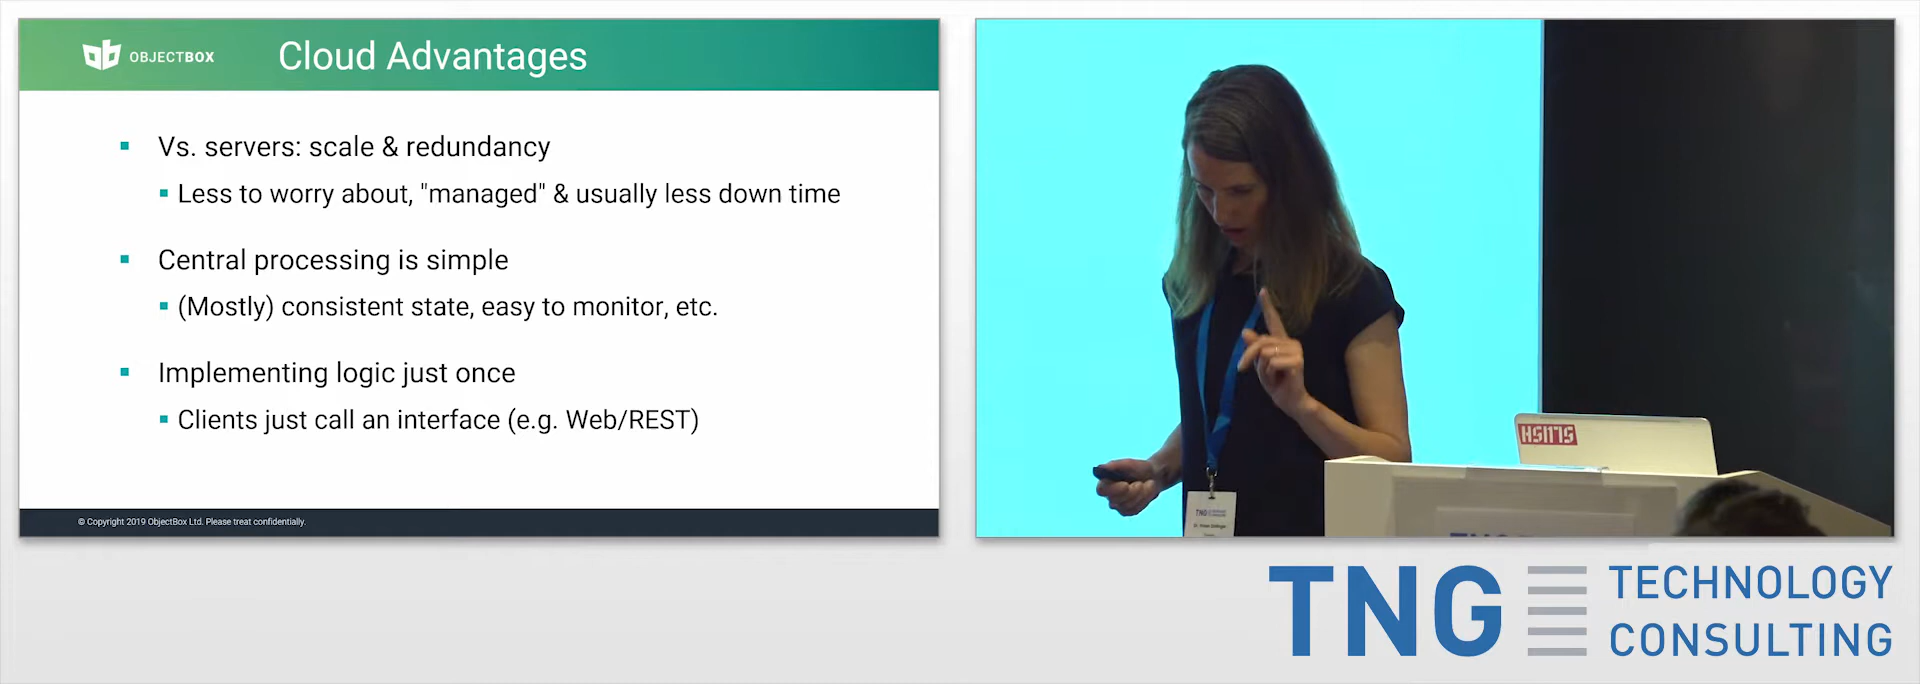 OBJECTBOX
Cloud Advantages
Vs. servers: scale & redundancy
Less to worry about, "managed" & usually less down time
Central processing is simple
(Mostly) consistent state, easy to monitor, etc.
Implementing logic just once
Clients just call an interface (e.g. Web/REST)
© Copyright 2019 ObjectBox Ltd. Please treat confidentially.
TNG
TNG TECHNOLOGY
CONSULTING